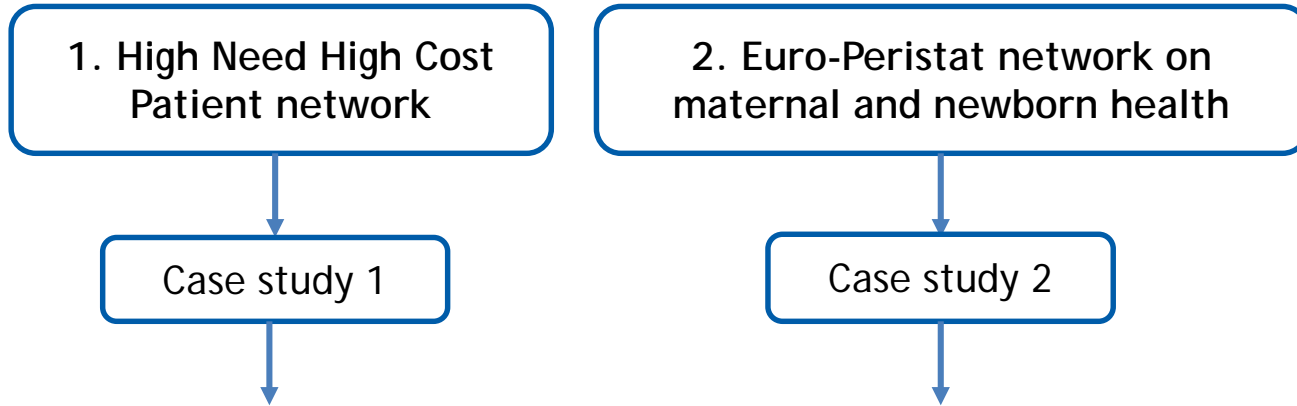 1. High Need High Cost
Patient network
2. Euro-Peristat network on
maternal and newborn health
Case study 1
Case study 2